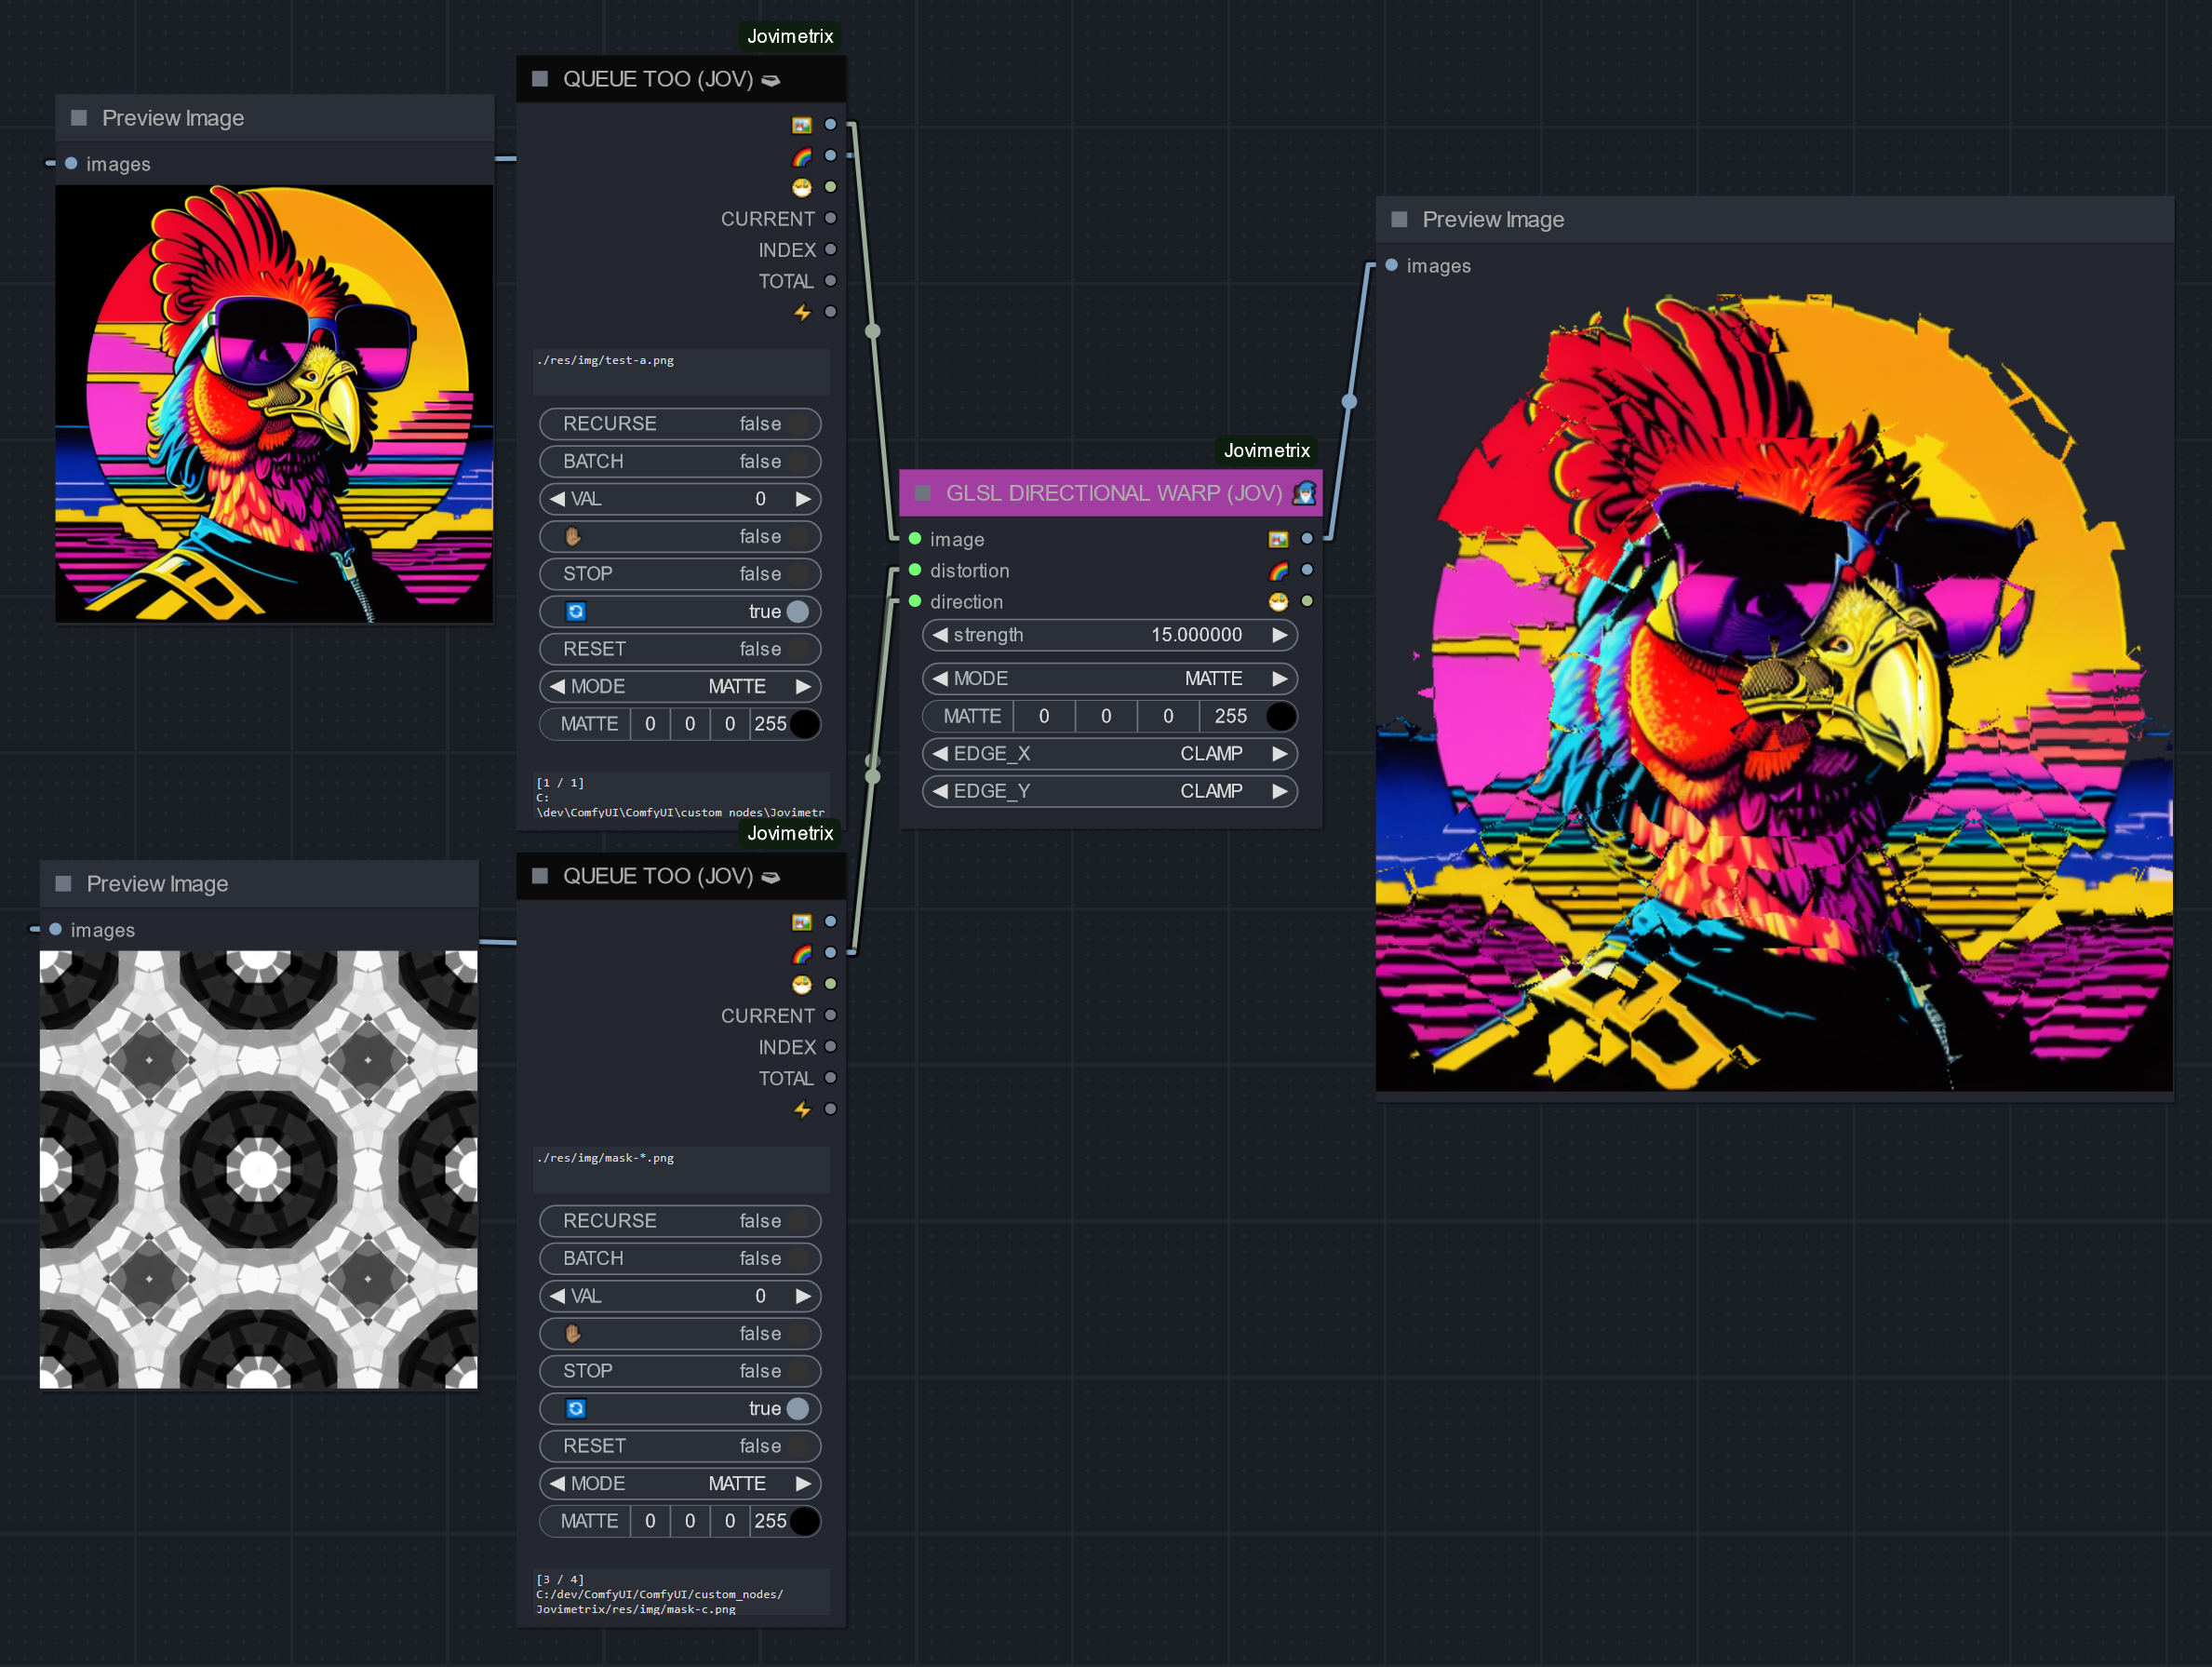 Jovimetrix
QUEUE TOO (JOV)
CURRENT
INDEX
TOTAL
./res/img/test-a.png
RECURSE false
BATCH false
VAL 0
false
STOP false
true
RESET false
MODE MATTE
MATTE 0 0 0 255
[1 / 1]
C:
\dev\ComfyUI\ComfyUI\custom_nodes\Jovimetr
Preview Image
images
Jovimetrix
GLSL DIRECTIONAL WARP (JOV)
image
distortion
direction
strength 15.000000
MODE MATTE
MATTE 0 0 0 255
EDGE_X CLAMP
EDGE_Y CLAMP
Preview Image
images
Preview Image
images
Jovimetrix
QUEUE TOO (JOV)
CURRENT
INDEX
TOTAL
./res/img/mask-*.png
RECURSE false
BATCH false
VAL 0
false
STOP false
true
RESET false
MODE MATTE
MATTE 0 0 0 255
[3 / 4]
C:/dev/ComfyUI/ComfyUI/custom_nodes/
Jovimetrix/res/img/mask-c.png